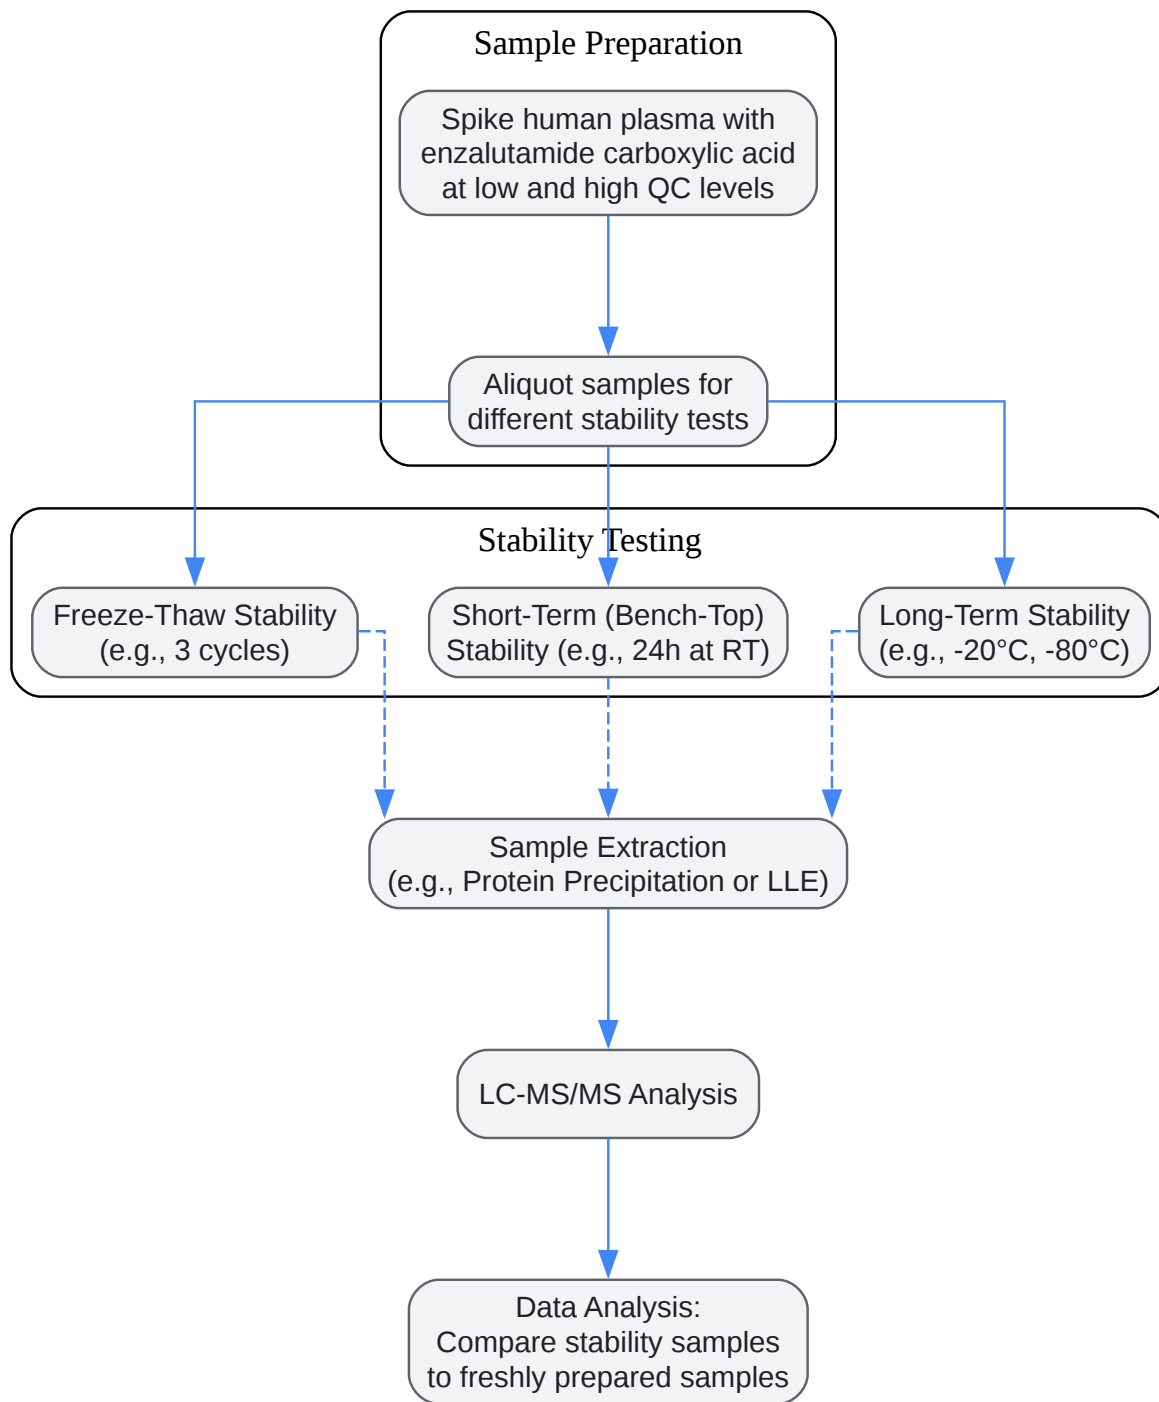 Sample Preparation
Spike human plasma with
enzalutamide carboxylic acid
at low and high QC levels
Aliquot samples for
different stability tests
Stability Testing
Freeze-Thaw Stability
(e.g., 3 cycles)
Short-Term (Bench-Top)
Stability (e.g., 24h at RT)
Long-Term Stability
(e.g., -20°C, -80°C)
Sample Extraction
(e.g., Protein Precipitation or LLE)
LC-MS/MS Analysis
Data Analysis:
Compare stability samples
to freshly prepared samples